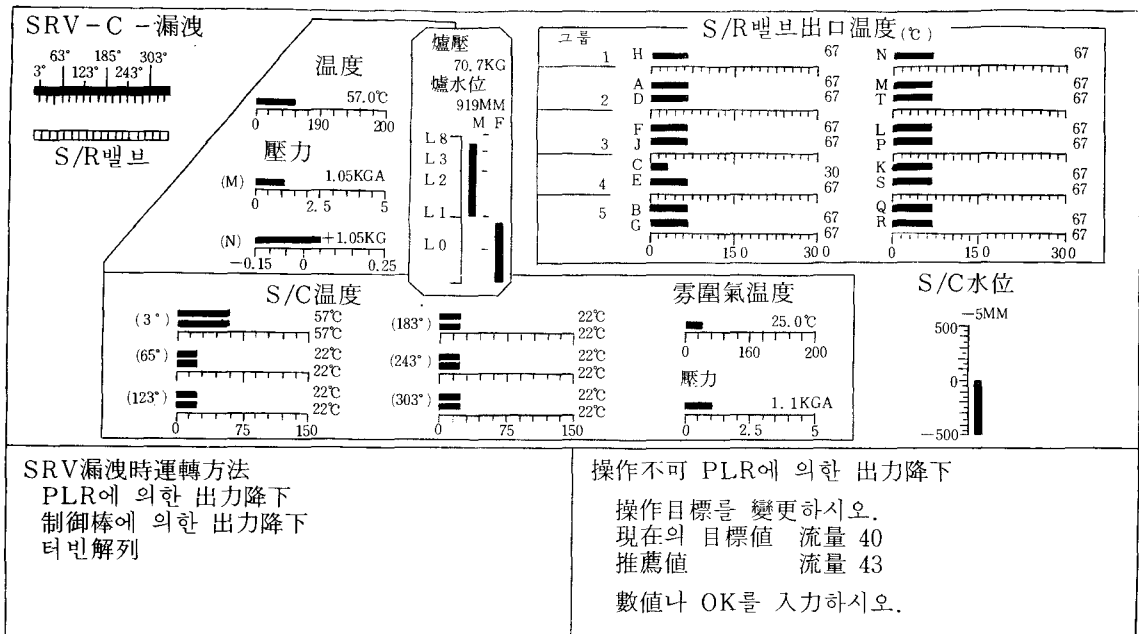 SRV-C-漏洩
63° 185° 303°
3° 123° 243°
S/R밸브
温度
57.0℃
0 190 200
壓力
(M) 1.05KGA
0 2.5 5
(N) +1.05KG
-0.15 0 0.25
爐壓
70.7KG
爐水位
919MM
M F
L8
L3
L2
L1
L0
S/R밸브出口温度(℃)
그룹
1 H 67 N 67
A 67 M 67
2 D 67 T 67
F 67 L 67
3 J 67 P 67
C 30 K 67
4 E 67 S 67
5 B 67 Q 67
G 67 R 67
0 150 300 0 150 300
S/C温度
(3°) 57℃
57℃
(65°) 22℃
22℃
(123°) 22℃
22℃
0 75 150
(183°) 22℃
22℃
(243°) 22℃
22℃
(303°) 22℃
22℃
0 75 150
雰圍氣温度
25.0℃
0 160 200
壓力
1.1KGA
0 2.5 5
S/C水位
-5MM
500
0
-500
SRV漏洩時運轉方法
PLR에 의한 出力降下
制御棒에 의한 出力降下
터빈解列
操作不可 PLR에 의한 出力降下
操作目標를 變更하시오.
現在의 目標値 流量 40
推薦値 流量 43
數値나 OK를 入力하시오.